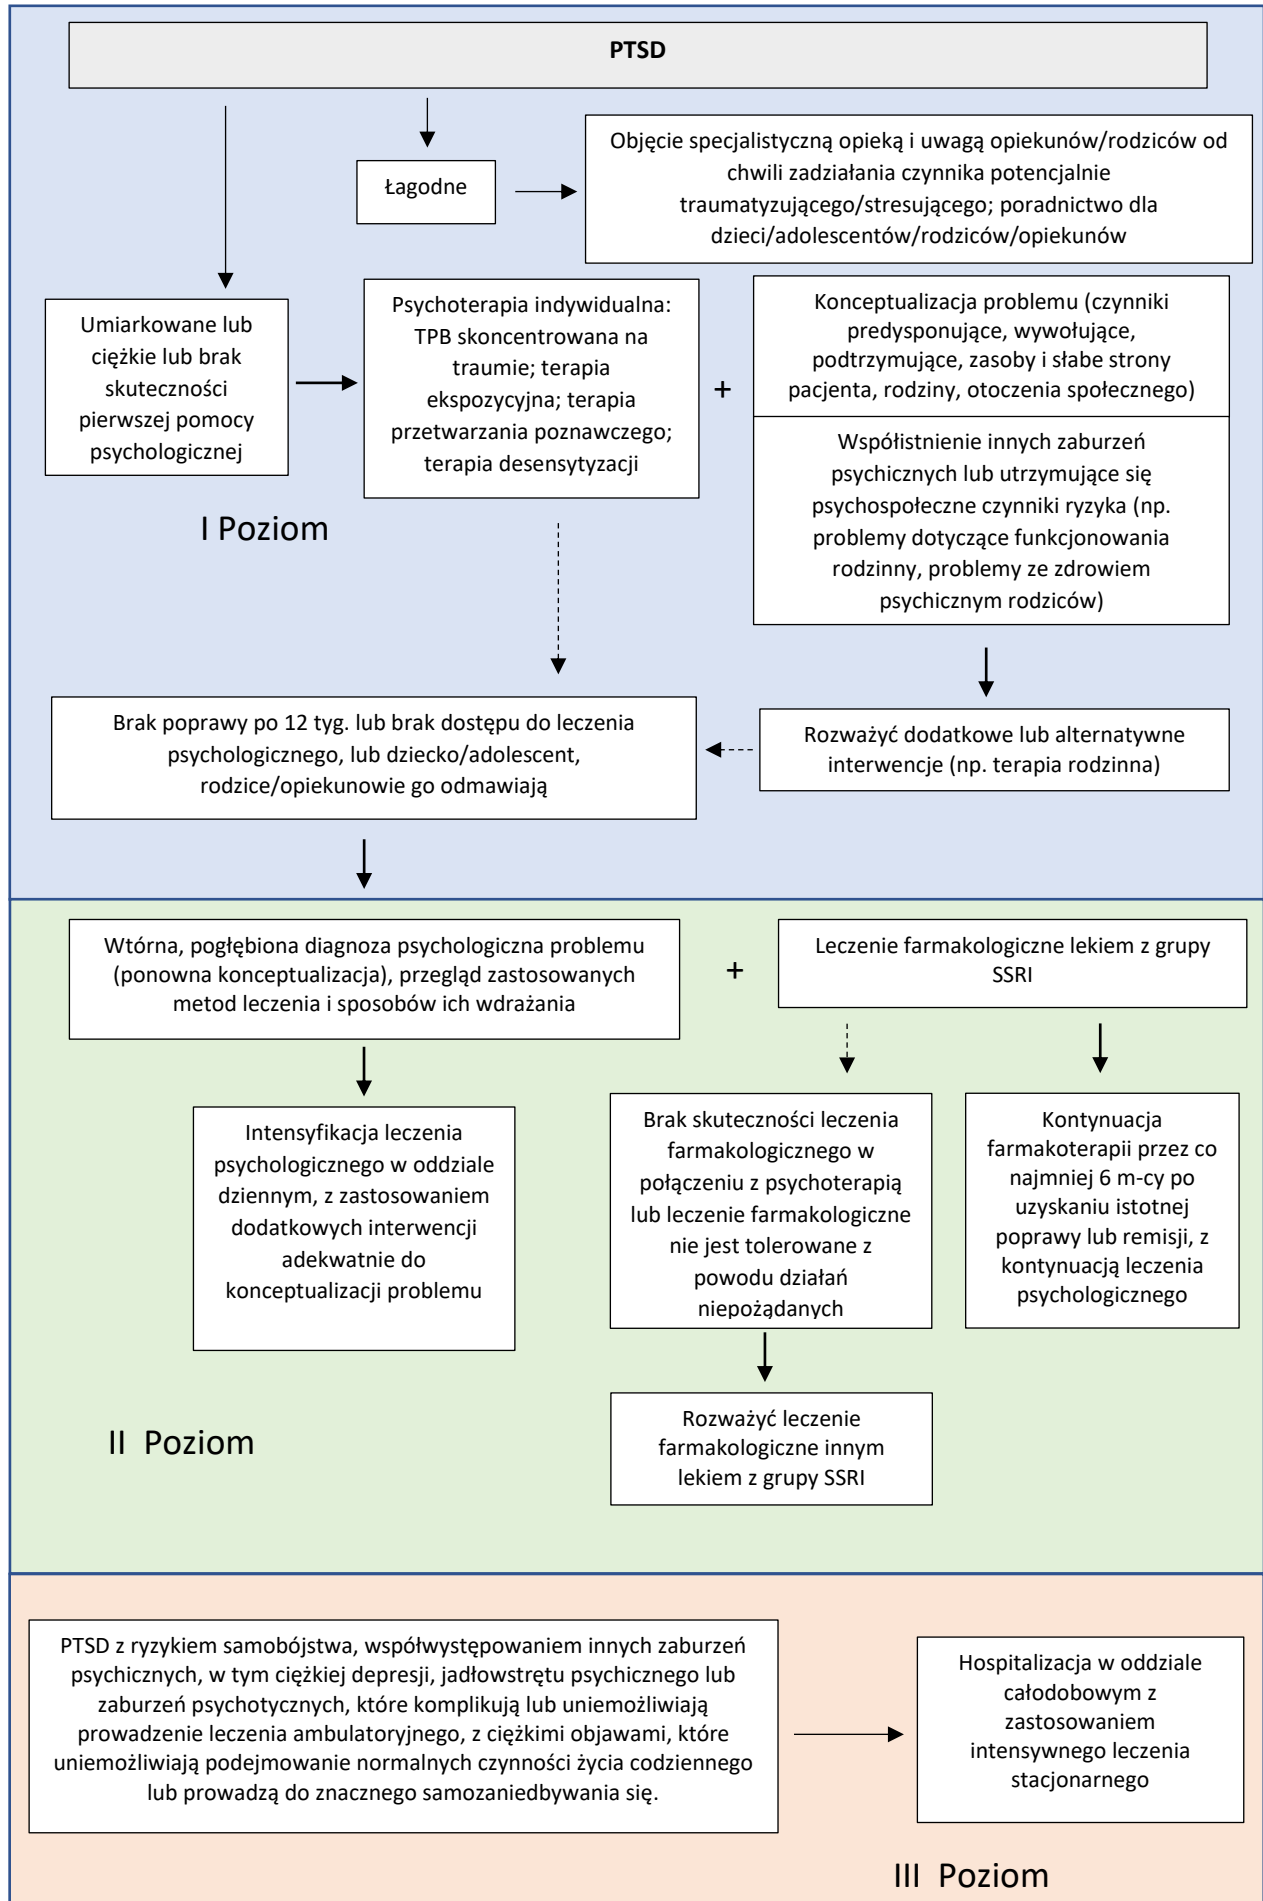 PTSD
Łagodne
Objęcie specjalistyczną opieką i uwagą opiekunów/rodziców od
chwili zadziałania czynnika potencjalnie
traumatyzującego/stresującego; poradnictwo dla
dzieci/adolescentów/rodziców/opiekunów
Umiarkowane lub
ciężkie lub brak
skuteczności
pierwszej pomocy
psychologicznej
Psychoterapia indywidualna:
TPB skoncentrowana na
traumie; terapia
ekspozycyjna; terapia
przetwarzania poznawczego;
terapia desensytyzacji
+
Konceptualizacja problemu (czynniki
predysponujące, wywołujące,
podtrzymujące, zasoby i słabe strony
pacjenta, rodziny, otoczenia społecznego)
Współistnienie innych zaburzeń
psychicznych lub utrzymujące się
psychospołeczne czynniki ryzyka (np.
problemy dotyczące funkcjonowania
rodzinny, problemy ze zdrowiem
psychicznym rodziców)
I Poziom
Brak poprawy po 12 tyg. lub brak dostępu do leczenia
psychologicznego, lub dziecko/adolescent,
rodzice/opiekunowie go odmawiają
Rozważyć dodatkowe lub alternatywne
interwencje (np. terapia rodzinna)
Wtórna, pogłębiona diagnoza psychologiczna problemu
(ponowna konceptualizacja), przegląd zastosowanych
metod leczenia i sposobów ich wdrażania
+
Leczenie farmakologiczne lekiem z grupy
SSRI
Intensyfikacja leczenia
psychologicznego w oddziale
dziennym, z zastosowaniem
dodatkowych interwencji
adekwatnie do
konceptualizacji problemu
Brak skuteczności leczenia
farmakologicznego w
połączeniu z psychoterapią
lub leczenie farmakologiczne
nie jest tolerowane z
powodu działań
niepożądanych
Kontynuacja
farmakoterapii przez co
najmniej 6 m-cy po
uzyskaniu istotnej
poprawy lub remisji, z
kontynuacją leczenia
psychologicznego
Rozważyć leczenie
farmakologiczne innym
lekiem z grupy SSRI
II Poziom
PTSD z ryzykiem samobójstwa, współwystępowaniem innych zaburzeń
psychicznych, w tym ciężkiej depresji, jadłowstrętu psychicznego lub
zaburzeń psychotycznych, które komplikują lub uniemożliwiają
prowadzenie leczenia ambulatoryjnego, z ciężkimi objawami, które
uniemożliwiają podejmowanie normalnych czynności życia codziennego
lub prowadzą do znacznego samozaniedbywania się.
Hospitalizacja w oddziale
całodobowym z
zastosowaniem
intensywnego leczenia
stacjonarnego
III Poziom